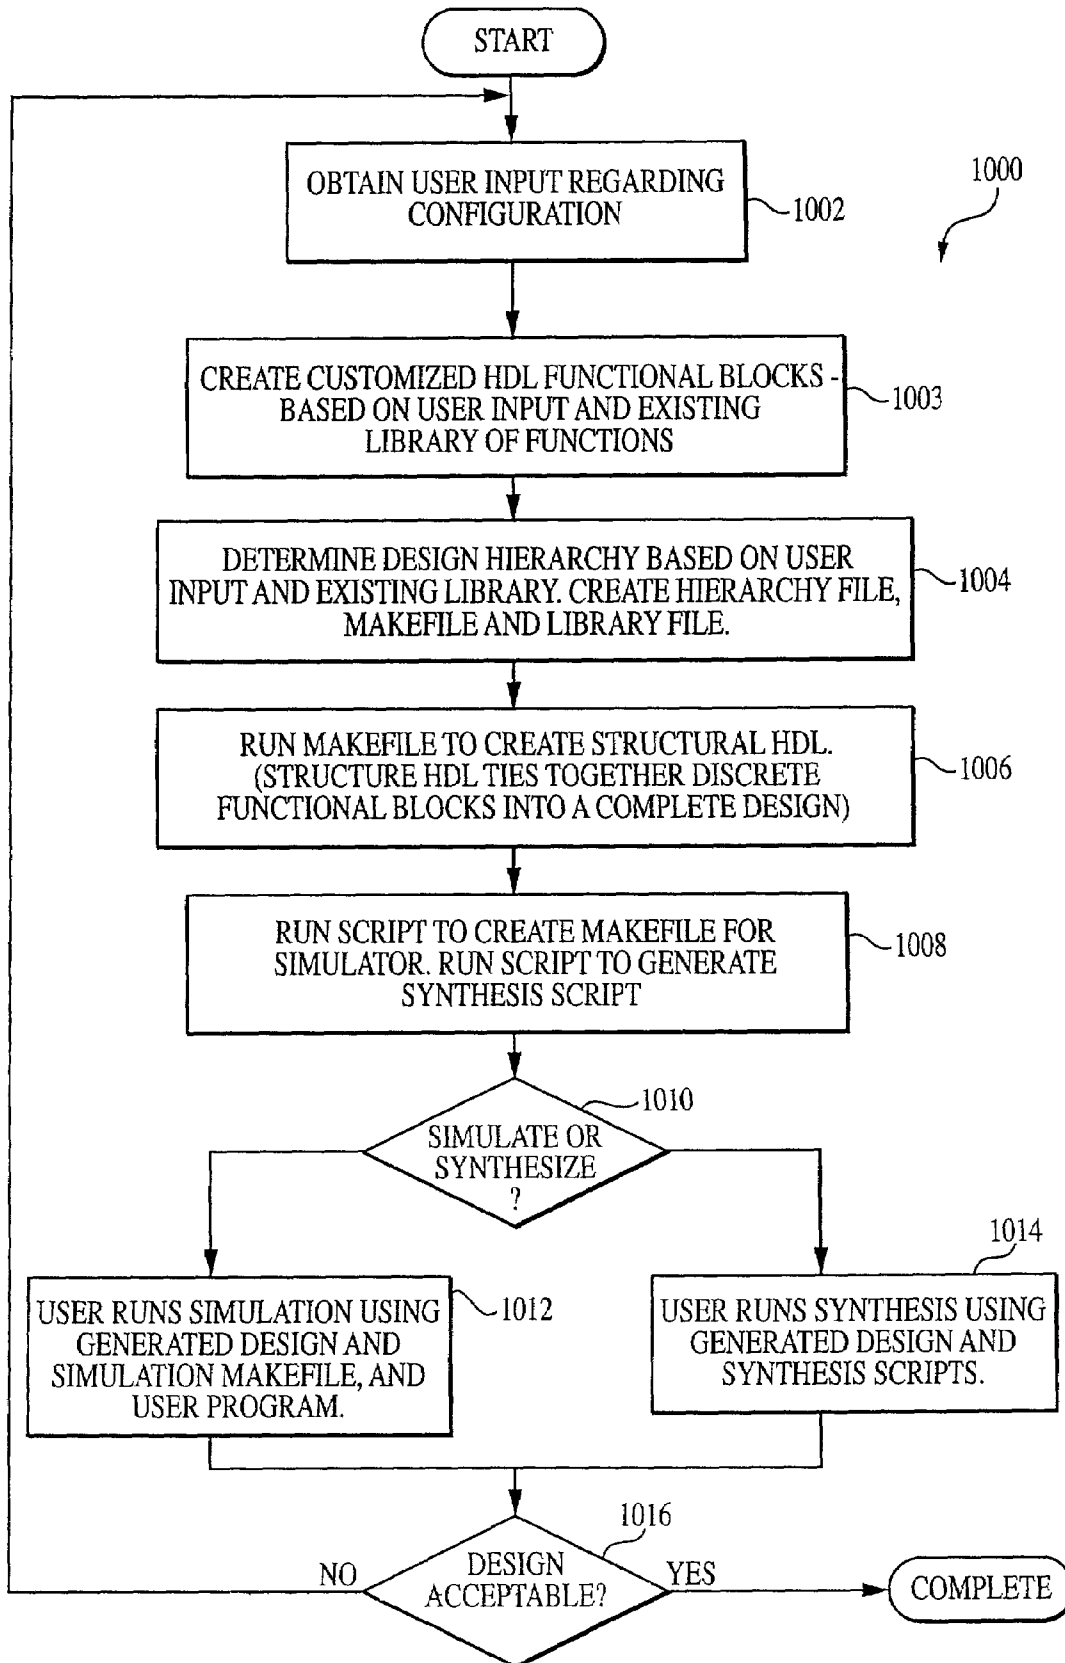 START
OBTAIN USER INPUT REGARDING
CONFIGURATION
1002
1000
CREATE CUSTOMIZED HDL FUNCTIONAL BLOCKS -
BASED ON USER INPUT AND EXISTING
LIBRARY OF FUNCTIONS
1003
DETERMINE DESIGN HIERARCHY BASED ON USER
INPUT AND EXISTING LIBRARY. CREATE HIERARCHY FILE,
MAKEFILE AND LIBRARY FILE.
1004
RUN MAKEFILE TO CREATE STRUCTURAL HDL.
(STRUCTURE HDL TIES TOGETHER DISCRETE
FUNCTIONAL BLOCKS INTO A COMPLETE DESIGN)
1006
RUN SCRIPT TO CREATE MAKEFILE FOR
SIMULATOR. RUN SCRIPT TO GENERATE
SYNTHESIS SCRIPT
1008
1010
SIMULATE OR
SYNTHESIZE
?
USER RUNS SIMULATION USING
GENERATED DESIGN AND
SIMULATION MAKEFILE, AND
USER PROGRAM.
1012
1014
USER RUNS SYNTHESIS USING
GENERATED DESIGN AND
SYNTHESIS SCRIPTS.
1016
NO
DESIGN
ACCEPTABLE?
YES
COMPLETE